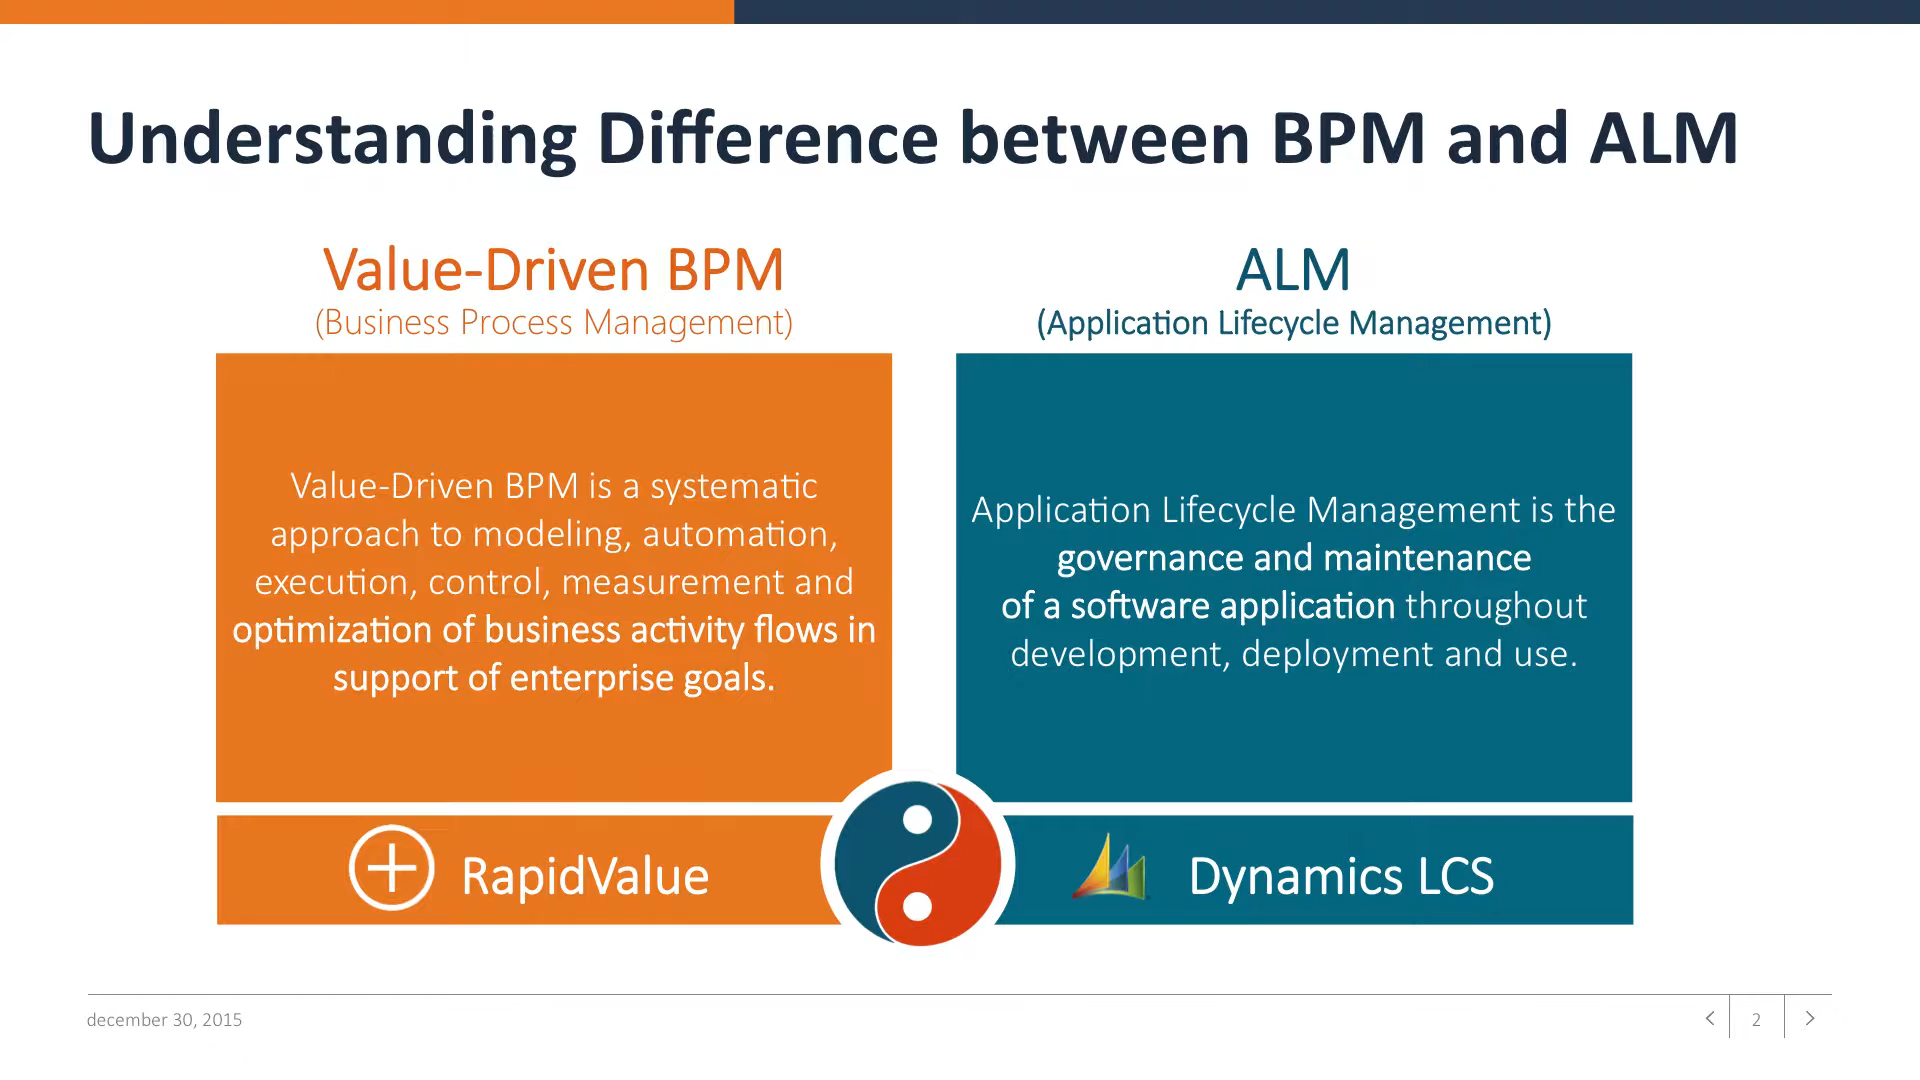 Understanding Difference between BPM and ALM
Value-Driven BPM
(Business Process Management)
Value-Driven BPM is a systematic
approach to modeling, automation,
execution, control, measurement and
optimization of business activity flows in
support of enterprise goals.
RapidValue
ALM
(Application Lifecycle Management)
Application Lifecycle Management is the
governance and maintenance
of a software application throughout
development, deployment and use.
Dynamics LCS
december 30, 2015
2